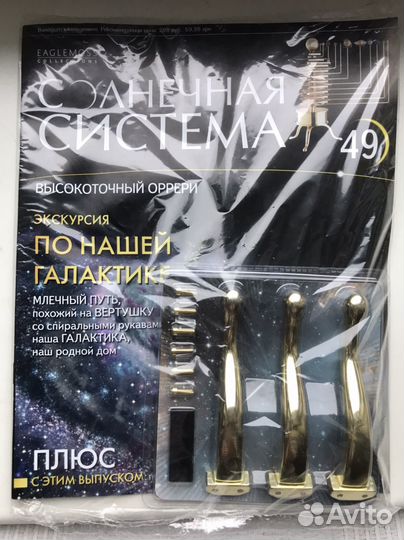 EAGLEMOSS
COLLECTIONS
СОЛНЕЧНАЯ
СИСТЕМА
49
ВЫСОКОТОЧНЫЙ ОРРЕРИ
ЭКСКУРСИЯ
ПО НАШЕЙ
ГАЛАКТИКЕ
МЛЕЧНЫЙ ПУТЬ,
похожий на ВЕРТУШКУ
со спиральными рукавами
наша ГАЛАКТИКА,
наш родной дом
ПЛЮС
С ЭТИМ ВЫПУСКОМ:
Avito